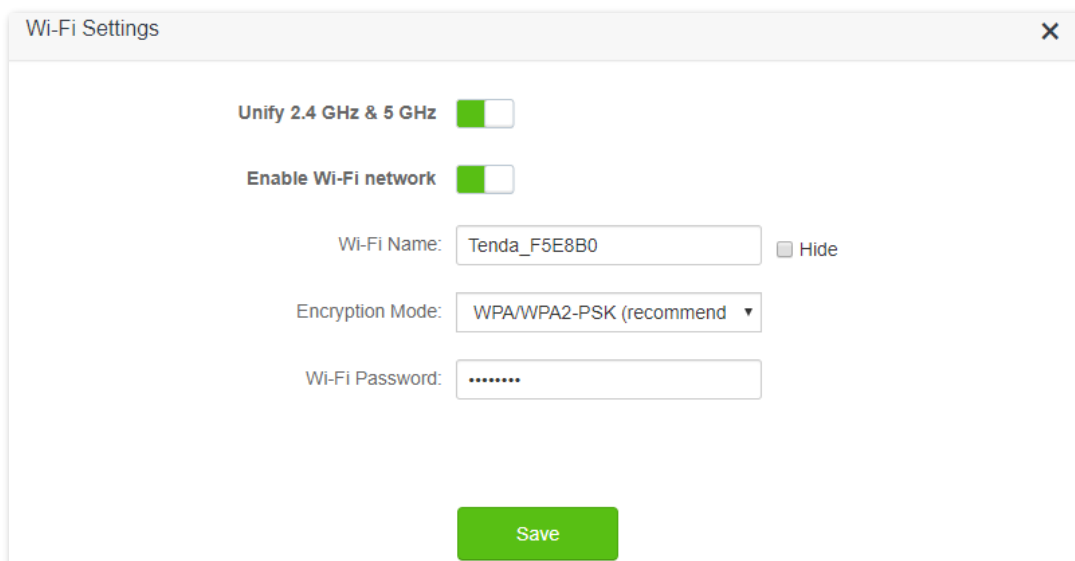 Wi-Fi Settings
Unify 2.4 GHz & 5 GHz
Enable Wi-Fi network
Wi-Fi Name: Tenda_F5E8B0 Hide
Encryption Mode: WPA/WPA2-PSK (recommend
Wi-Fi Password: ••••••••
Save